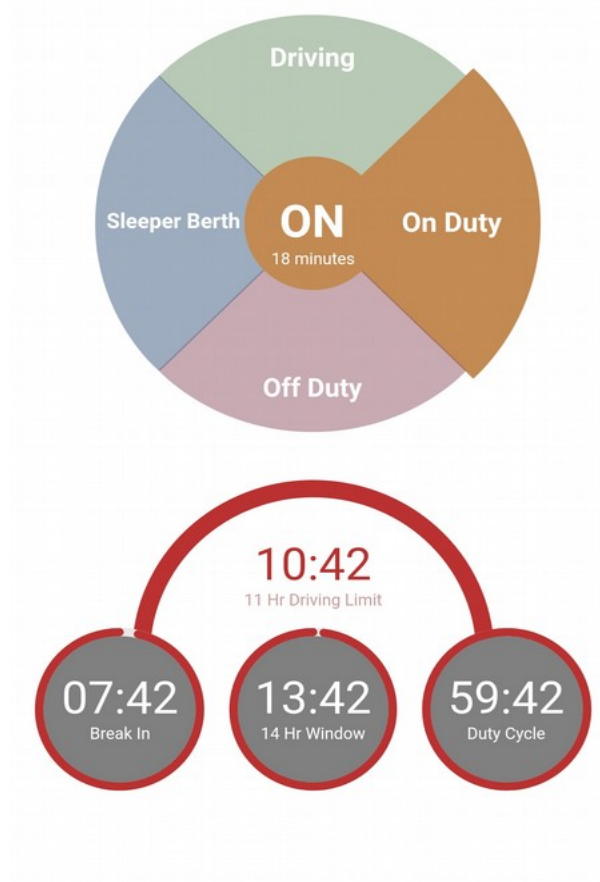 Driving
Sleeper Berth
ON
18 minutes
On Duty
Off Duty
10:42
11 Hr Driving Limit
07:42
Break In
13:42
14 Hr Window
59:42
Duty Cycle